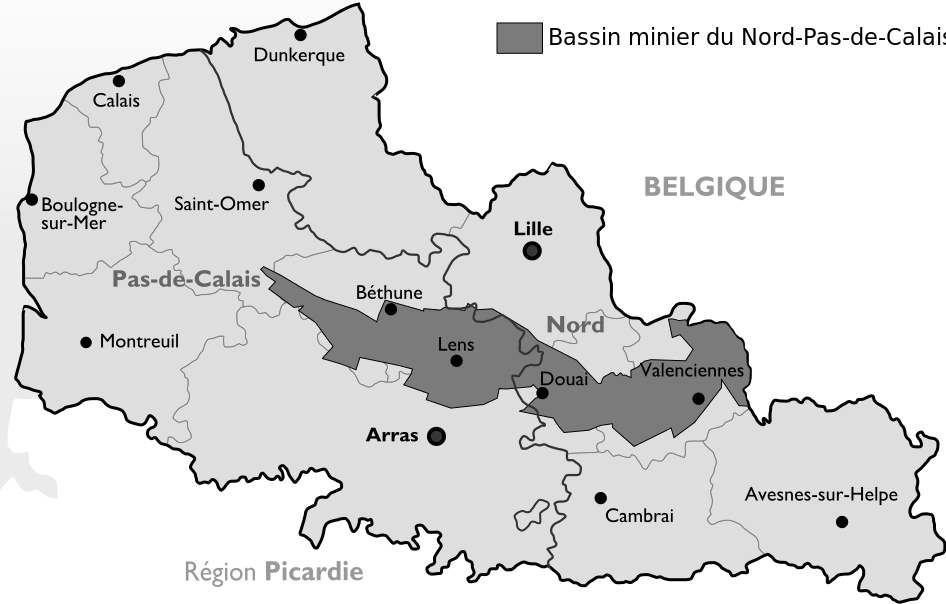 Bassin minier du Nord-Pas-de-Calais
Dunkerque
Calais
BELGIQUE
Boulogne-
sur-Mer
Saint-Omer
Lille
Pas-de-Calais
Béthune
Nord
Montreuil
Lens
Valenciennes
Douai
Arras
Avesnes-sur-Helpe
Cambrai
Région Picardie